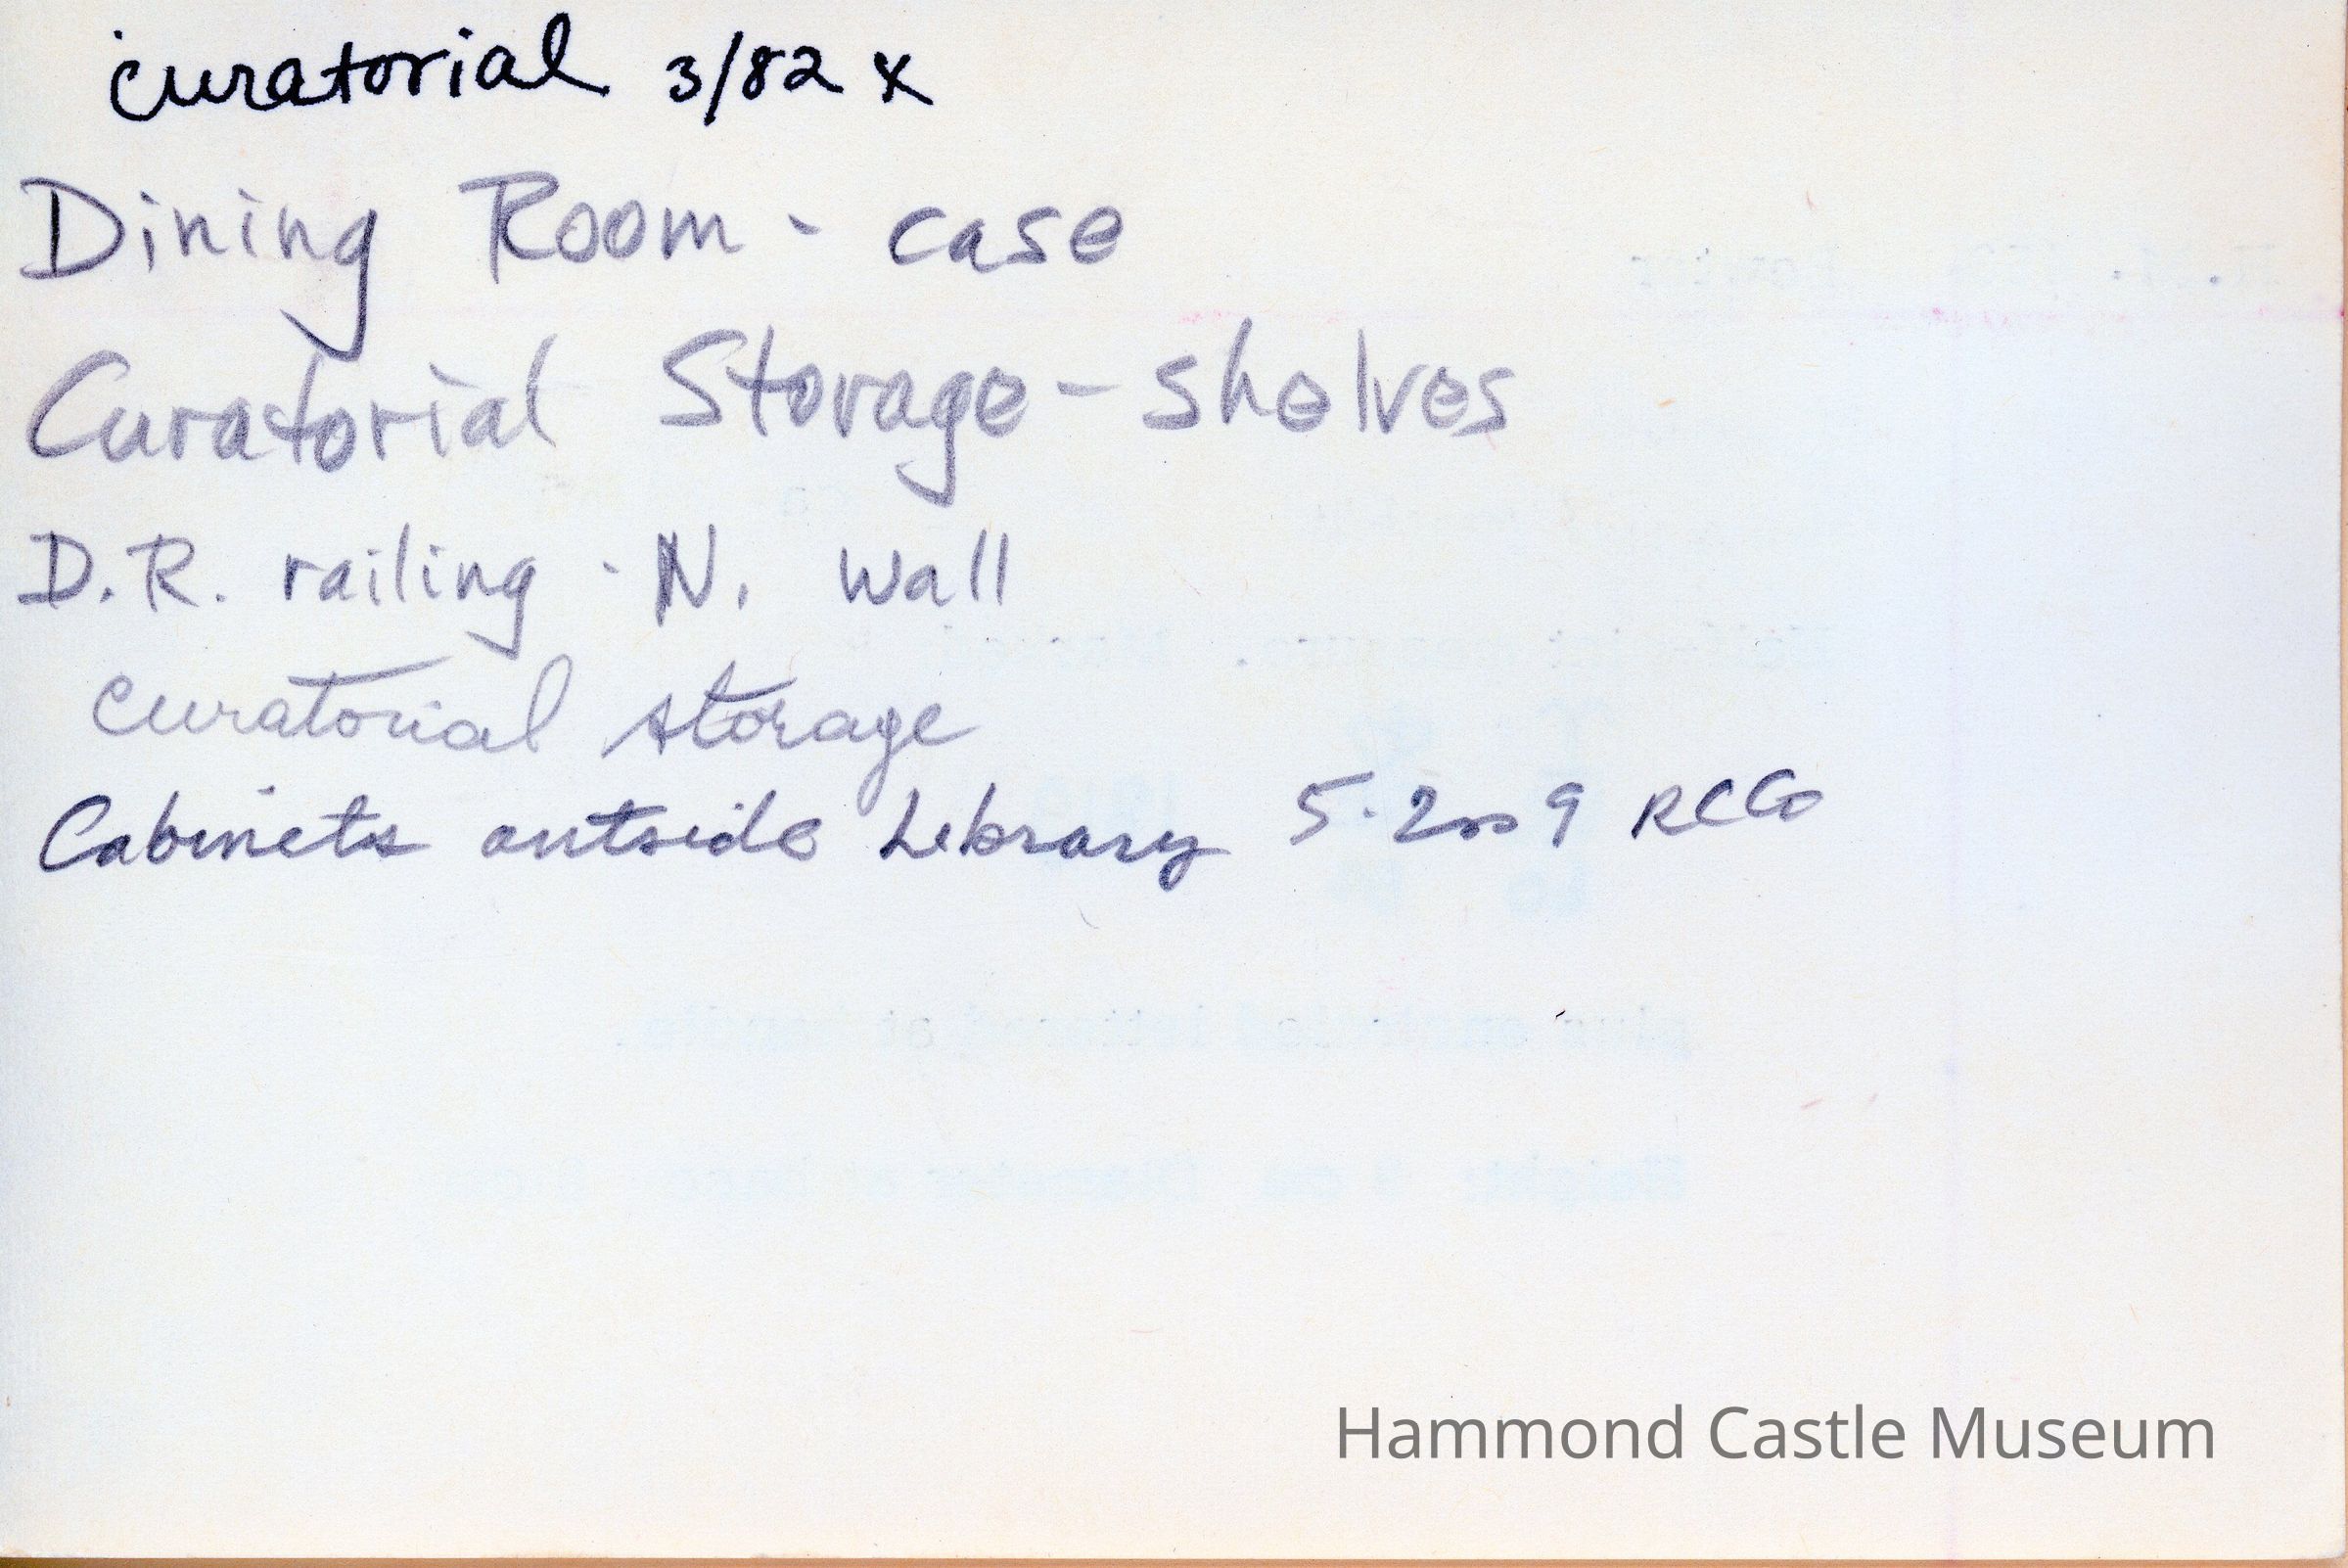 curatorial 3/82 x
Dining Room - case
Curatorial Storage - shelves
D.R. railing - N. wall
curatorial storage
Cabinets outside Library 5.2009
Hammond Castle Museum